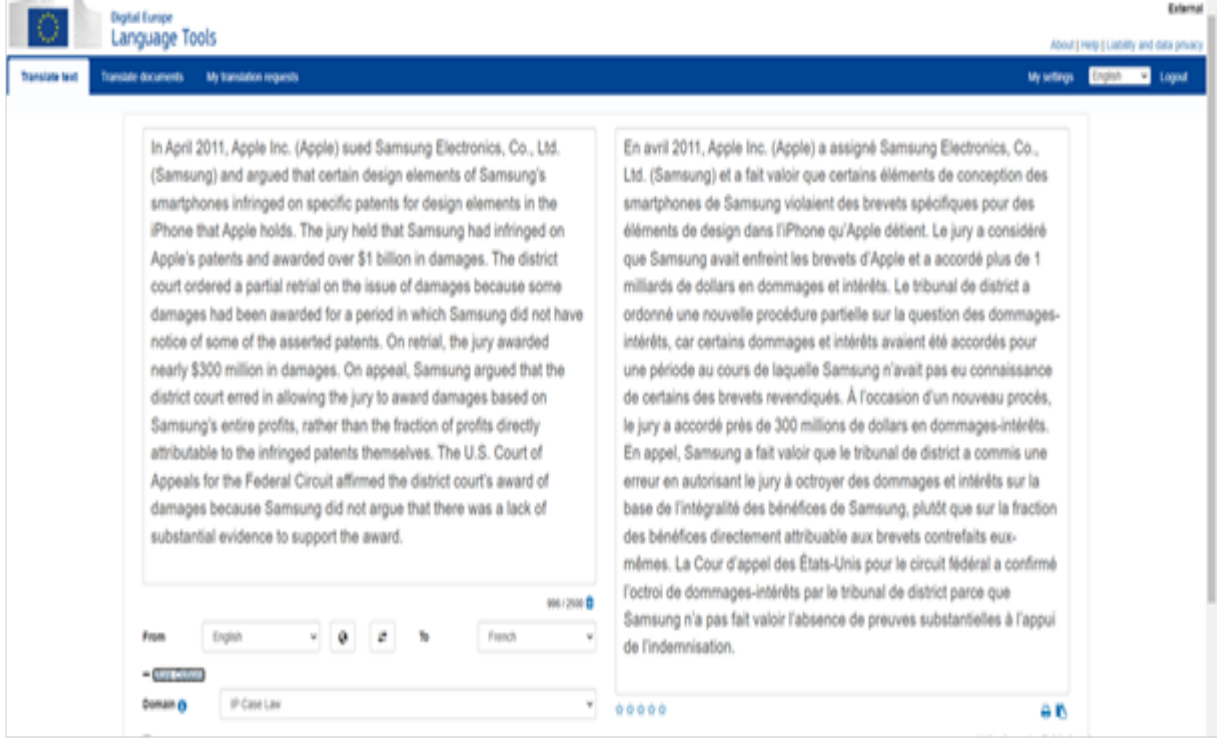 Digital Europe
Language Tools
External
About | Help | Liability and data privacy
Translate text Translate documents My translation requests My settings English Logout
In April 2011, Apple Inc. (Apple) sued Samsung Electronics, Co., Ltd.
(Samsung) and argued that certain design elements of Samsung's
smartphones infringed on specific patents for design elements in the
iPhone that Apple holds. The jury held that Samsung had infringed on
Apple's patents and awarded over $1 billion in damages. The district
court ordered a partial retrial on the issue of damages because some
damages had been awarded for a period in which Samsung did not have
notice of some of the asserted patents. On retrial, the jury awarded
nearly $300 million in damages. On appeal, Samsung argued that the
district court erred in allowing the jury to award damages based on
Samsung's entire profits, rather than the fraction of profits directly
attributable to the infringed patents themselves. The U.S. Court of
Appeals for the Federal Circuit affirmed the district court's award of
damages because Samsung did not argue that there was a lack of
substantial evidence to support the award.
996 / 2500
From English To French
Domain IP Case Law
En avril 2011, Apple Inc. (Apple) a assigné Samsung Electronics, Co.,
Ltd. (Samsung) et a fait valoir que certains éléments de conception des
smartphones de Samsung violaient des brevets spécifiques pour des
éléments de design dans l'iPhone qu'Apple détient. Le jury a considéré
que Samsung avait enfreint les brevets d'Apple et a accordé plus de 1
milliards de dollars en dommages et intérêts. Le tribunal de district a
ordonné une nouvelle procédure partielle sur la question des dommages-
intérêts, car certains dommages et intérêts avaient été accordés pour
une période au cours de laquelle Samsung n'avait pas eu connaissance
de certains des brevets revendiqués. À l'occasion d'un nouveau procès,
le jury a accordé près de 300 millions de dollars en dommages-intérêts.
En appel, Samsung a fait valoir que le tribunal de district a commis une
erreur en autorisant le jury à octroyer des dommages et intérêts sur la
base de l'intégralité des bénéfices de Samsung, plutôt que sur la fraction
des bénéfices directement attribuable aux brevets contrefaits eux-
mêmes. La Cour d'appel des États-Unis pour le circuit fédéral a confirmé
l'octroi de dommages-intérêts par le tribunal de district parce que
Samsung n'a pas fait valoir l'absence de preuves substantielles à l'appui
de l'indemnisation.